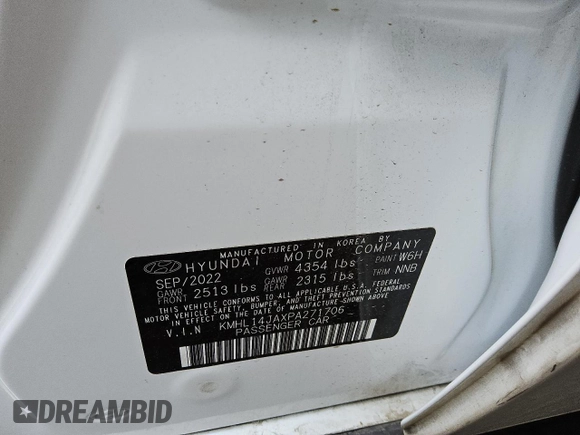 MANUFACTURED IN KOREA BY
HYUNDAI MOTOR COMPANY
SEP/2022 GVWR 4354 lbs PAINT W6H
GAWR FRONT 2513 lbs GAWR REAR 2315 lbs TRIM NNB
THIS VEHICLE CONFORMS TO ALL APPLICABLE U.S.A. FEDERAL
MOTOR VEHICLE SAFETY, BUMPER, AND THEFT PREVENTION STANDARDS
IN EFFECT ON THE DATE OF MANUFACTURE SHOWN ABOVE.
V.I.N KMHL14JAXPA271706
PASSENGER CAR
DREAMBID